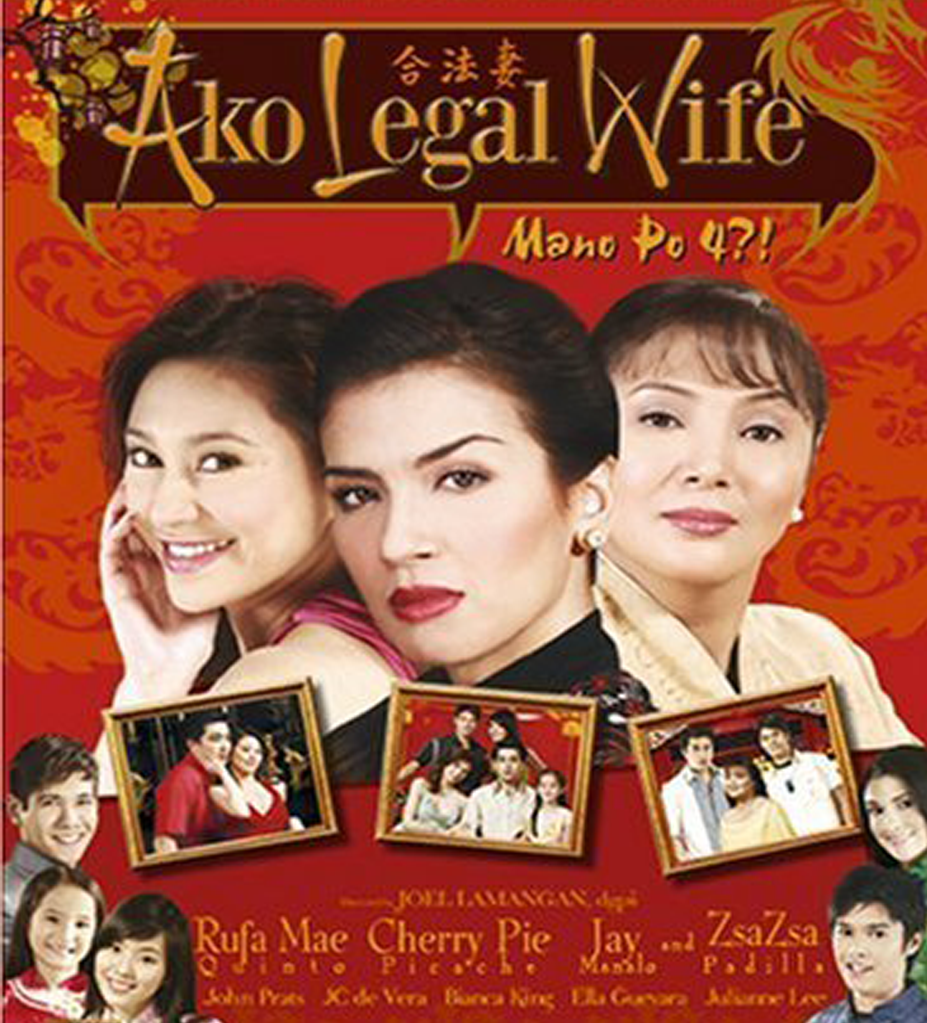 合法妻
Ako Legal Wife
Mano Po 4?!
JOEL LAMANGAN, dgpi
Rufa Mae Cherry Pie Jay and ZsaZsa
Quinto Picache Manalo Padilla
John Prats JC de Vera Bianca King Ella Guevara Julianne Lee